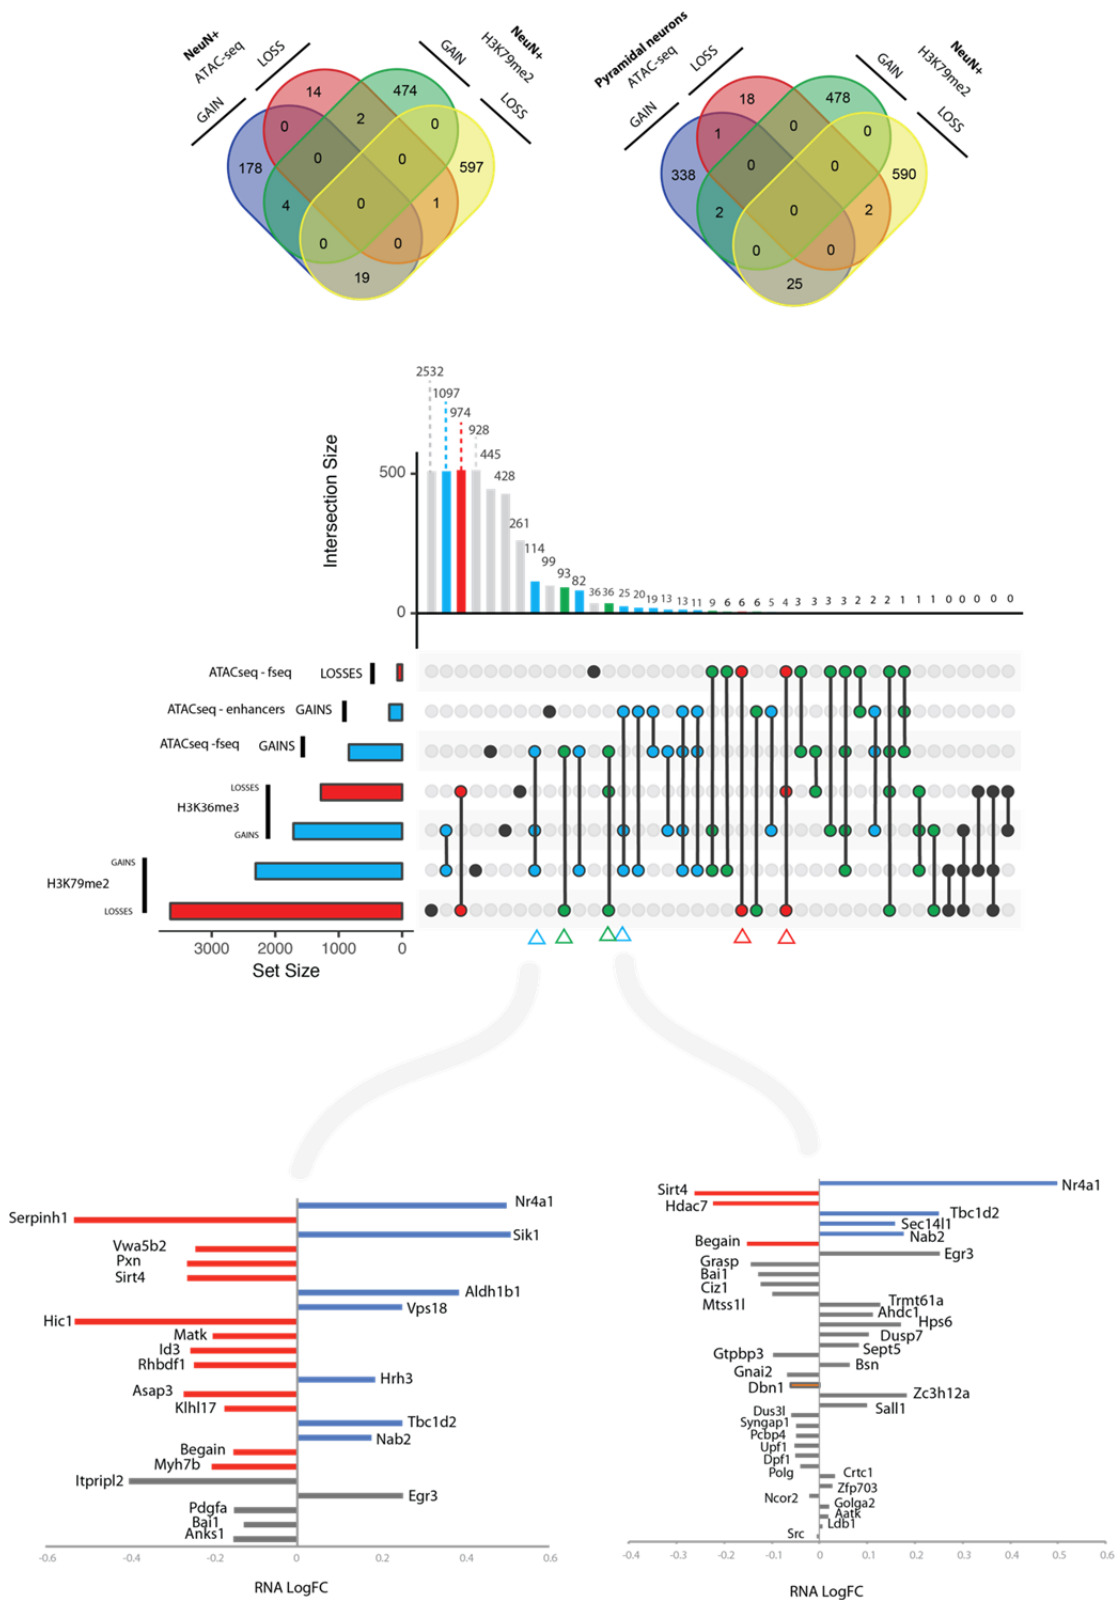 NeuN+
ATAC-seq
LOSS
GAIN
GAIN
NeuN+
H3K79me2
LOSS
14
474
0
2
0
178
0
0
597
4
0
1
0
0
19
Pyramidal neurons
ATAC-seq
LOSS
GAIN
GAIN
NeuN+
H3K79me2
LOSS
18
478
1
0
0
338
0
0
590
2
0
2
0
0
25
Intersection Size
500
0
2532
1097
974
928
445
428
261
114
99
93
82
36 36 25 20 19 13 13 11 9 6 6 6 5 4 3 3 3 3 2 2 2 1 1 1 0 0 0 0 0
ATACseq - fseq LOSSES
ATACseq - enhancers GAINS
ATACseq -fseq GAINS
LOSSES
H3K36me3
GAINS
GAINS
H3K79me2
LOSSES
3000 2000 1000 0
Set Size
Nr4a1
Serpinh1
Sik1
Vwa5b2
Pxn
Sirt4
Aldh1b1
Vps18
Hic1
Matk
Id3
Rhbdf1
Hrh3
Asap3
Klhl17
Tbc1d2
Nab2
Begain
Myh7b
Itpripl2
Egr3
Pdgfa
Bai1
Anks1
-0.6 -0.4 -0.2 0 0.2 0.4 0.6
RNA LogFC
Nr4a1
Sirt4
Hdac7
Tbc1d2
Sec14l1
Nab2
Begain
Egr3
Grasp
Bai1
Ciz1
Mtss1l
Trmt61a
Ahdc1
Hps6
Dusp7
Sept5
Gtpbp3
Bsn
Gnai2
Dbn1
Zc3h12a
Sall1
Dus3l
Syngap1
Pcbp4
Upf1
Dpf1
Polg
Crtc1
Zfp703
Ncor2
Golga2
Aatk
Ldb1
Src
-0.4 -0.3 -0.2 -0.1 0 0.1 0.2 0.3 0.4 0.5 0.6
RNA LogFC